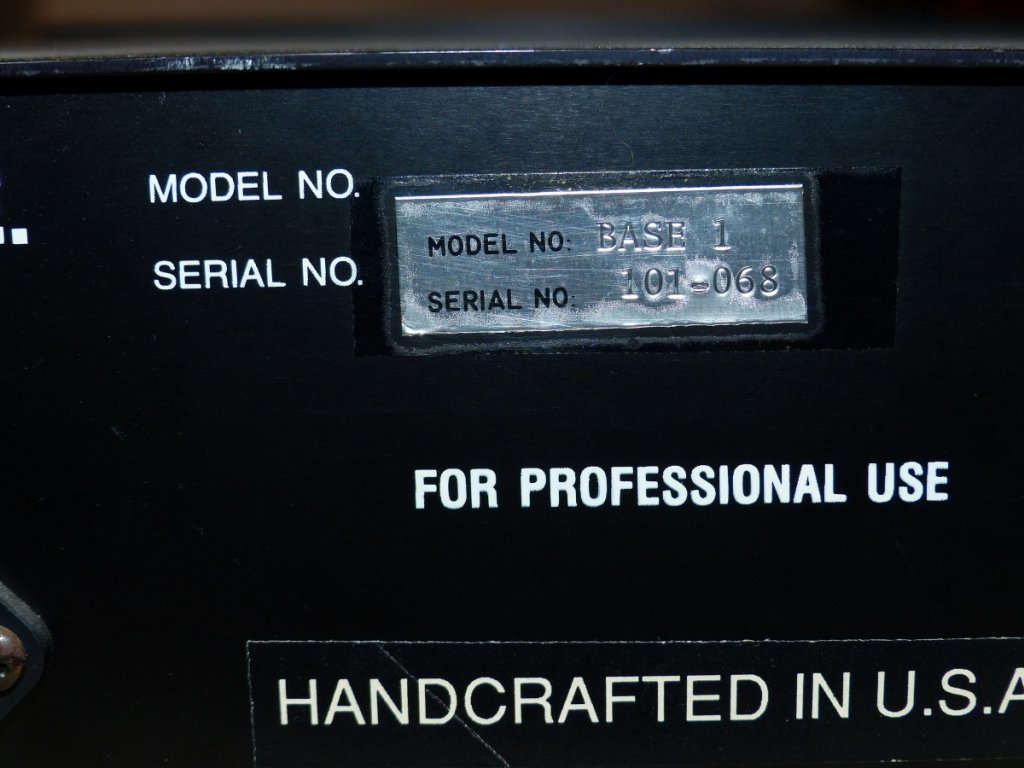 MODEL NO.
SERIAL NO.
MODEL NO: BASE 1
SERIAL NO: 101-068
FOR PROFESSIONAL USE
HANDCRAFTED IN U.S.A